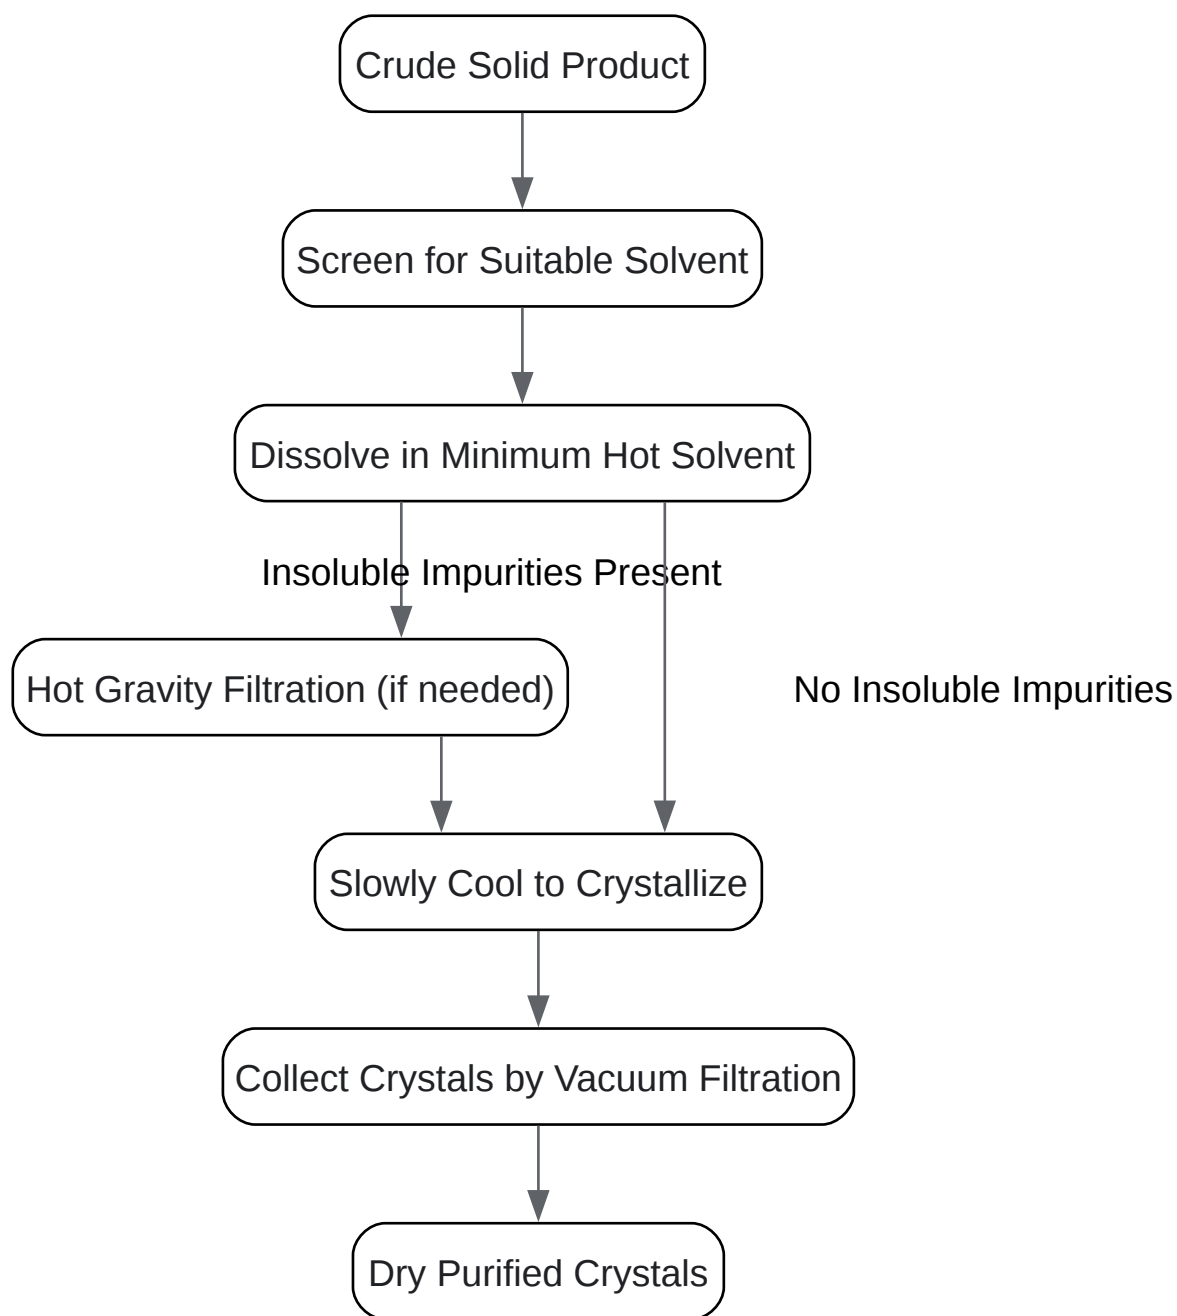 Crude Solid Product
Screen for Suitable Solvent
Dissolve in Minimum Hot Solvent
Insoluble Impurities Present
Hot Gravity Filtration (if needed)
No Insoluble Impurities
Slowly Cool to Crystallize
Collect Crystals by Vacuum Filtration
Dry Purified Crystals